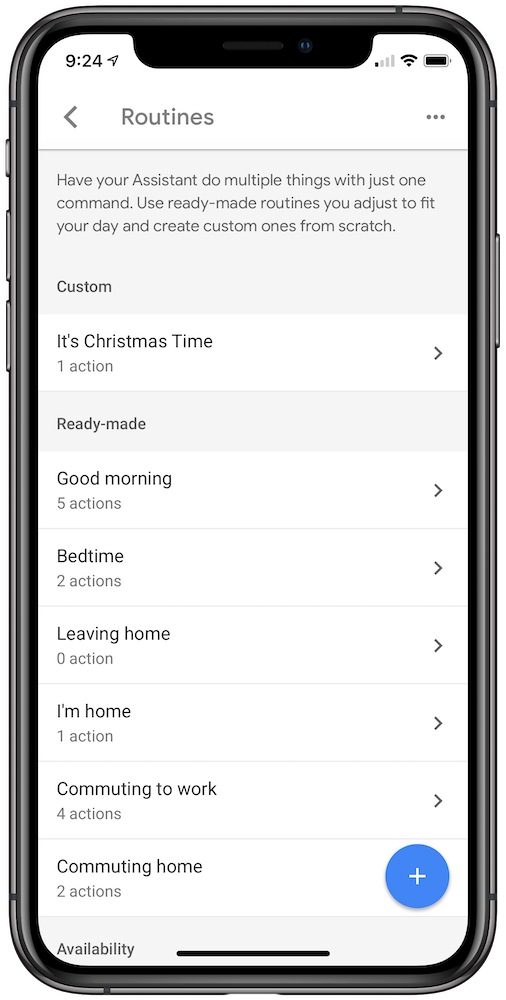 9:24
Routines
Have your Assistant do multiple things with just one
command. Use ready-made routines you adjust to fit
your day and create custom ones from scratch.
Custom
It's Christmas Time
1 action
Ready-made
Good morning
5 actions
Bedtime
2 actions
Leaving home
0 action
I'm home
1 action
Commuting to work
4 actions
Commuting home
2 actions
Availability